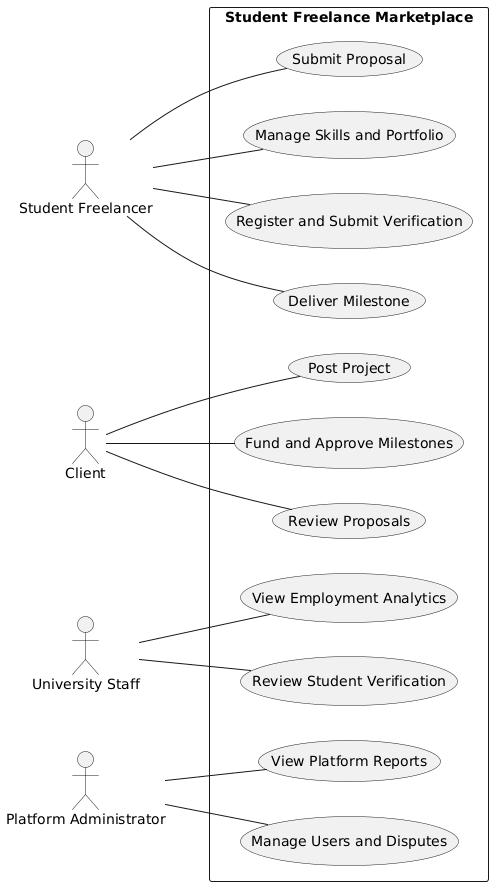 Student Freelance Marketplace
Submit Proposal
Manage Skills and Portfolio
Student Freelancer
Register and Submit Verification
Deliver Milestone
Post Project
Fund and Approve Milestones
Client
Review Proposals
View Employment Analytics
University Staff
Review Student Verification
View Platform Reports
Platform Administrator
Manage Users and Disputes